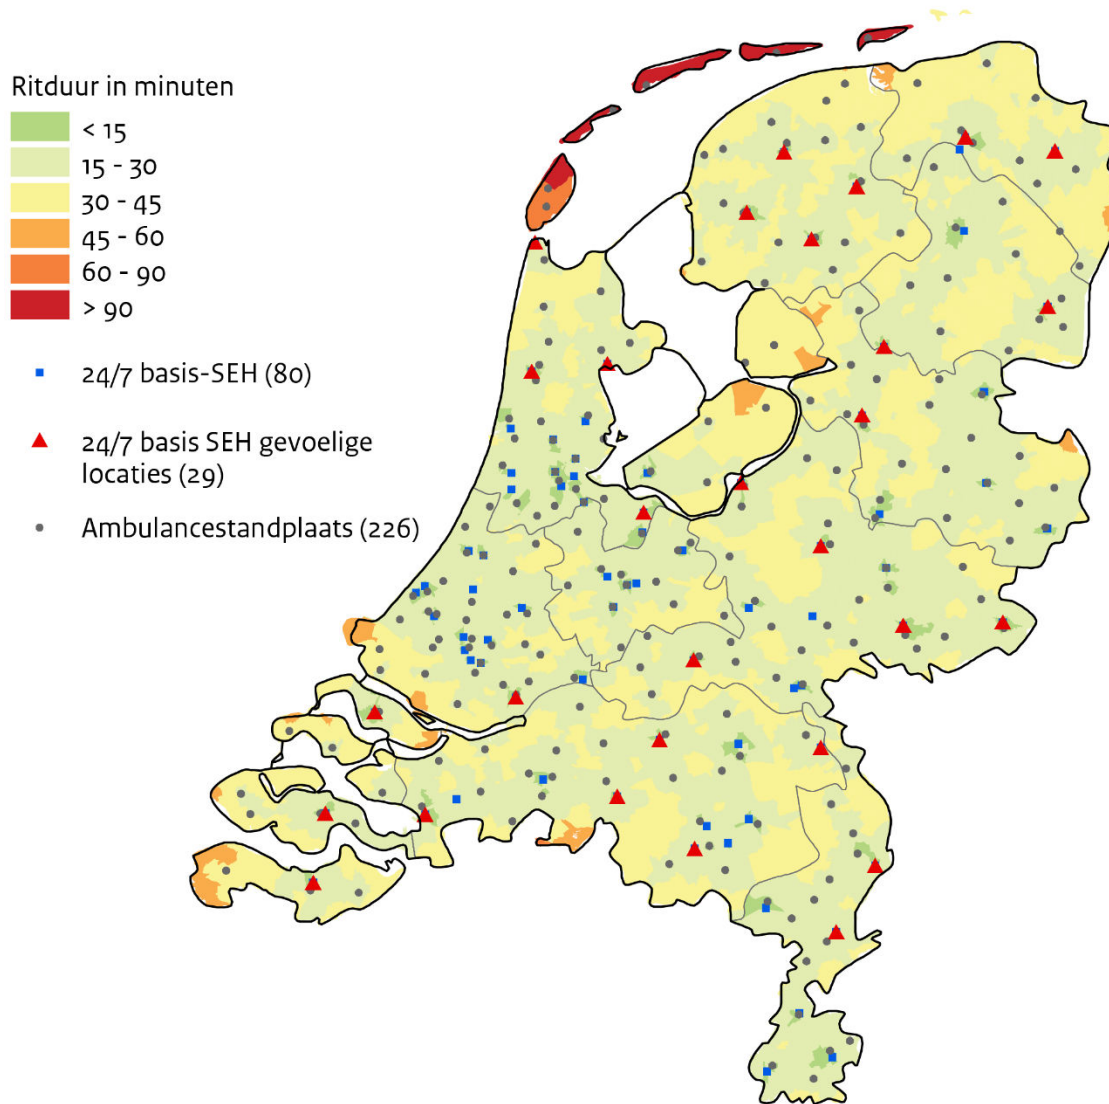 Ritduur in minuten
< 15
15 - 30
30 - 45
45 - 60
60 - 90
> 90
24/7 basis-SEH (80)
24/7 basis SEH gevoelige
locaties (29)
Ambulancestandplaats (226)